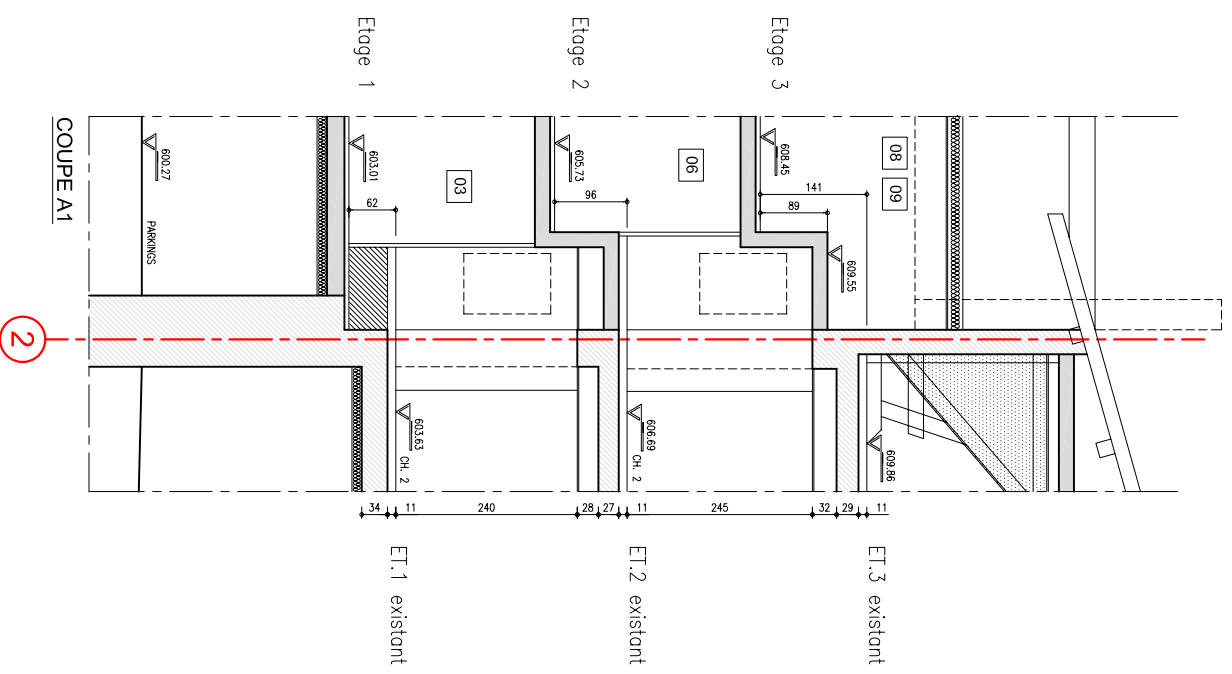 Etage 3
608.45
141
89
609.55
08
09
609.86
11
ET.3 existant
29
32
Etage 2
605.73
96
06
606.69
CH. 2
245
11
ET.2 existant
27
28
Etage 1
603.01
62
03
603.63
CH. 2
240
11
ET.1 existant
34
600.27
PARKINGS
COUPE A1
2